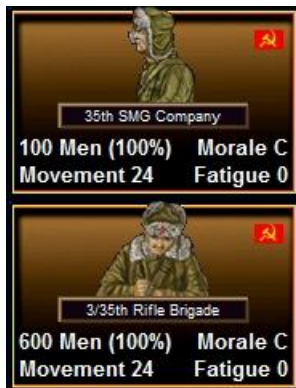 35th SMG Company
100 Men (100%) Morale C
Movement 24 Fatigue 0
3/35th Rifle Brigade
600 Men (100%) Morale C
Movement 24 Fatigue 0